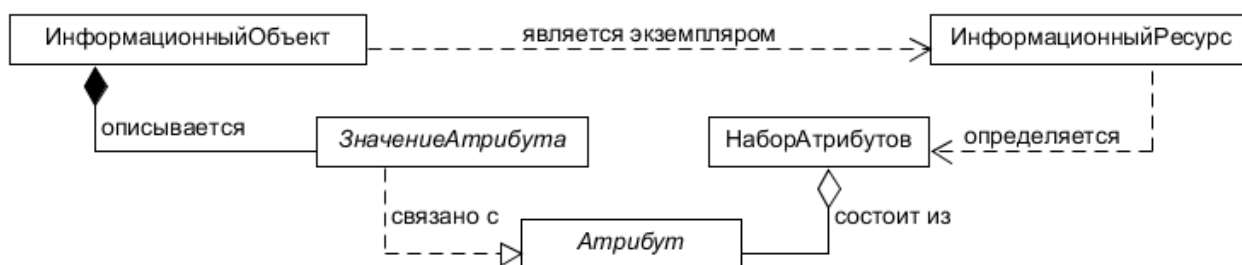 является экземпляром
ИнформационныйОбъект
ИнформационныйРесурс
описывается
ЗначениеАтрибута
НаборАтрибутов
определяется
связано с
состоит из
Атрибут